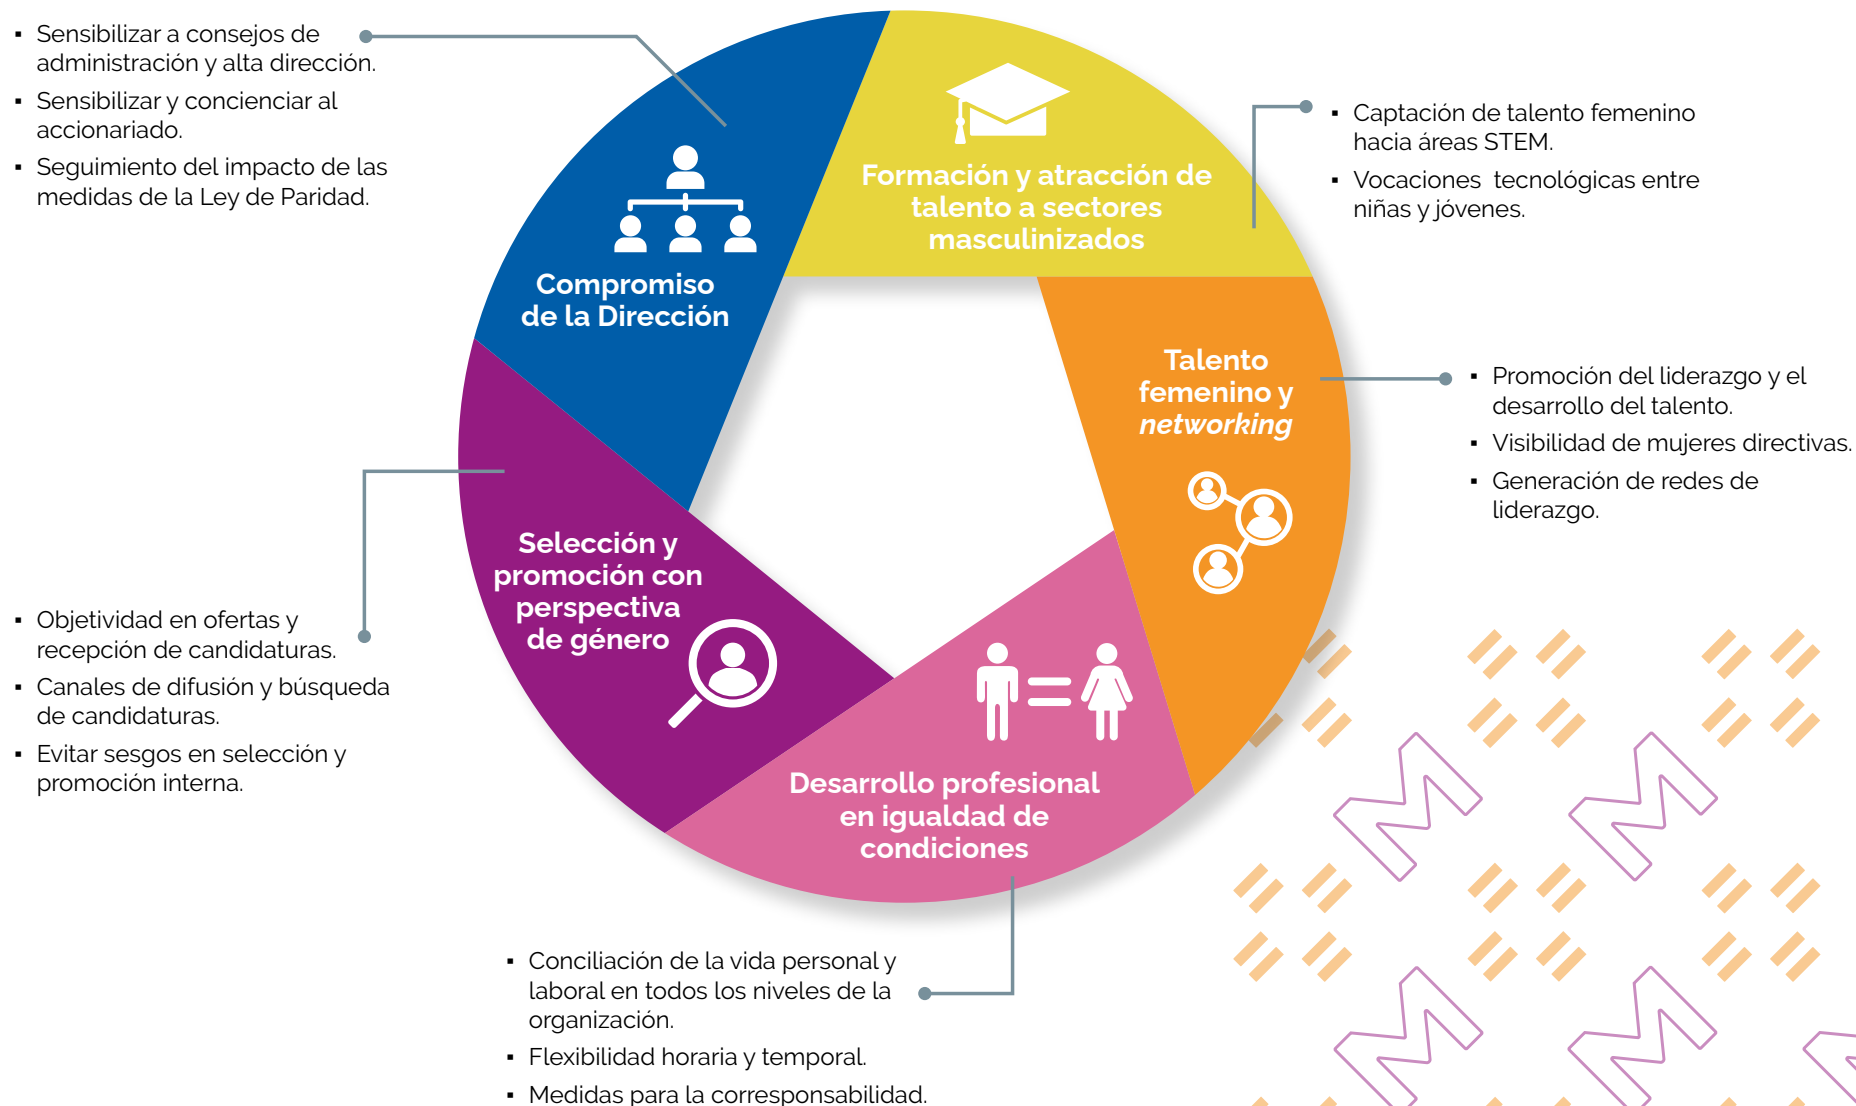 ▪ Sensibilizar a consejos de
administración y alta dirección.
▪ Sensibilizar y concienciar al
accionariado.
▪ Seguimiento del impacto de las
medidas de la Ley de Paridad.
Compromiso
de la Dirección
Formación y atracción de
talento a sectores
masculinizados
▪ Captación de talento femenino
hacia áreas STEM.
▪ Vocaciones tecnológicas entre
niñas y jóvenes.
Talento
femenino y
networking
▪ Promoción del liderazgo y el
desarrollo del talento.
▪ Visibilidad de mujeres directivas.
▪ Generación de redes de
liderazgo.
Selección y
promoción con
perspectiva
de género
▪ Objetividad en ofertas y
recepción de candidaturas.
▪ Canales de difusión y búsqueda
de candidaturas.
▪ Evitar sesgos en selección y
promoción interna.
Desarrollo profesional
en igualdad de
condiciones
▪ Conciliación de la vida personal y
laboral en todos los niveles de la
organización.
▪ Flexibilidad horaria y temporal.
▪ Medidas para la corresponsabilidad.